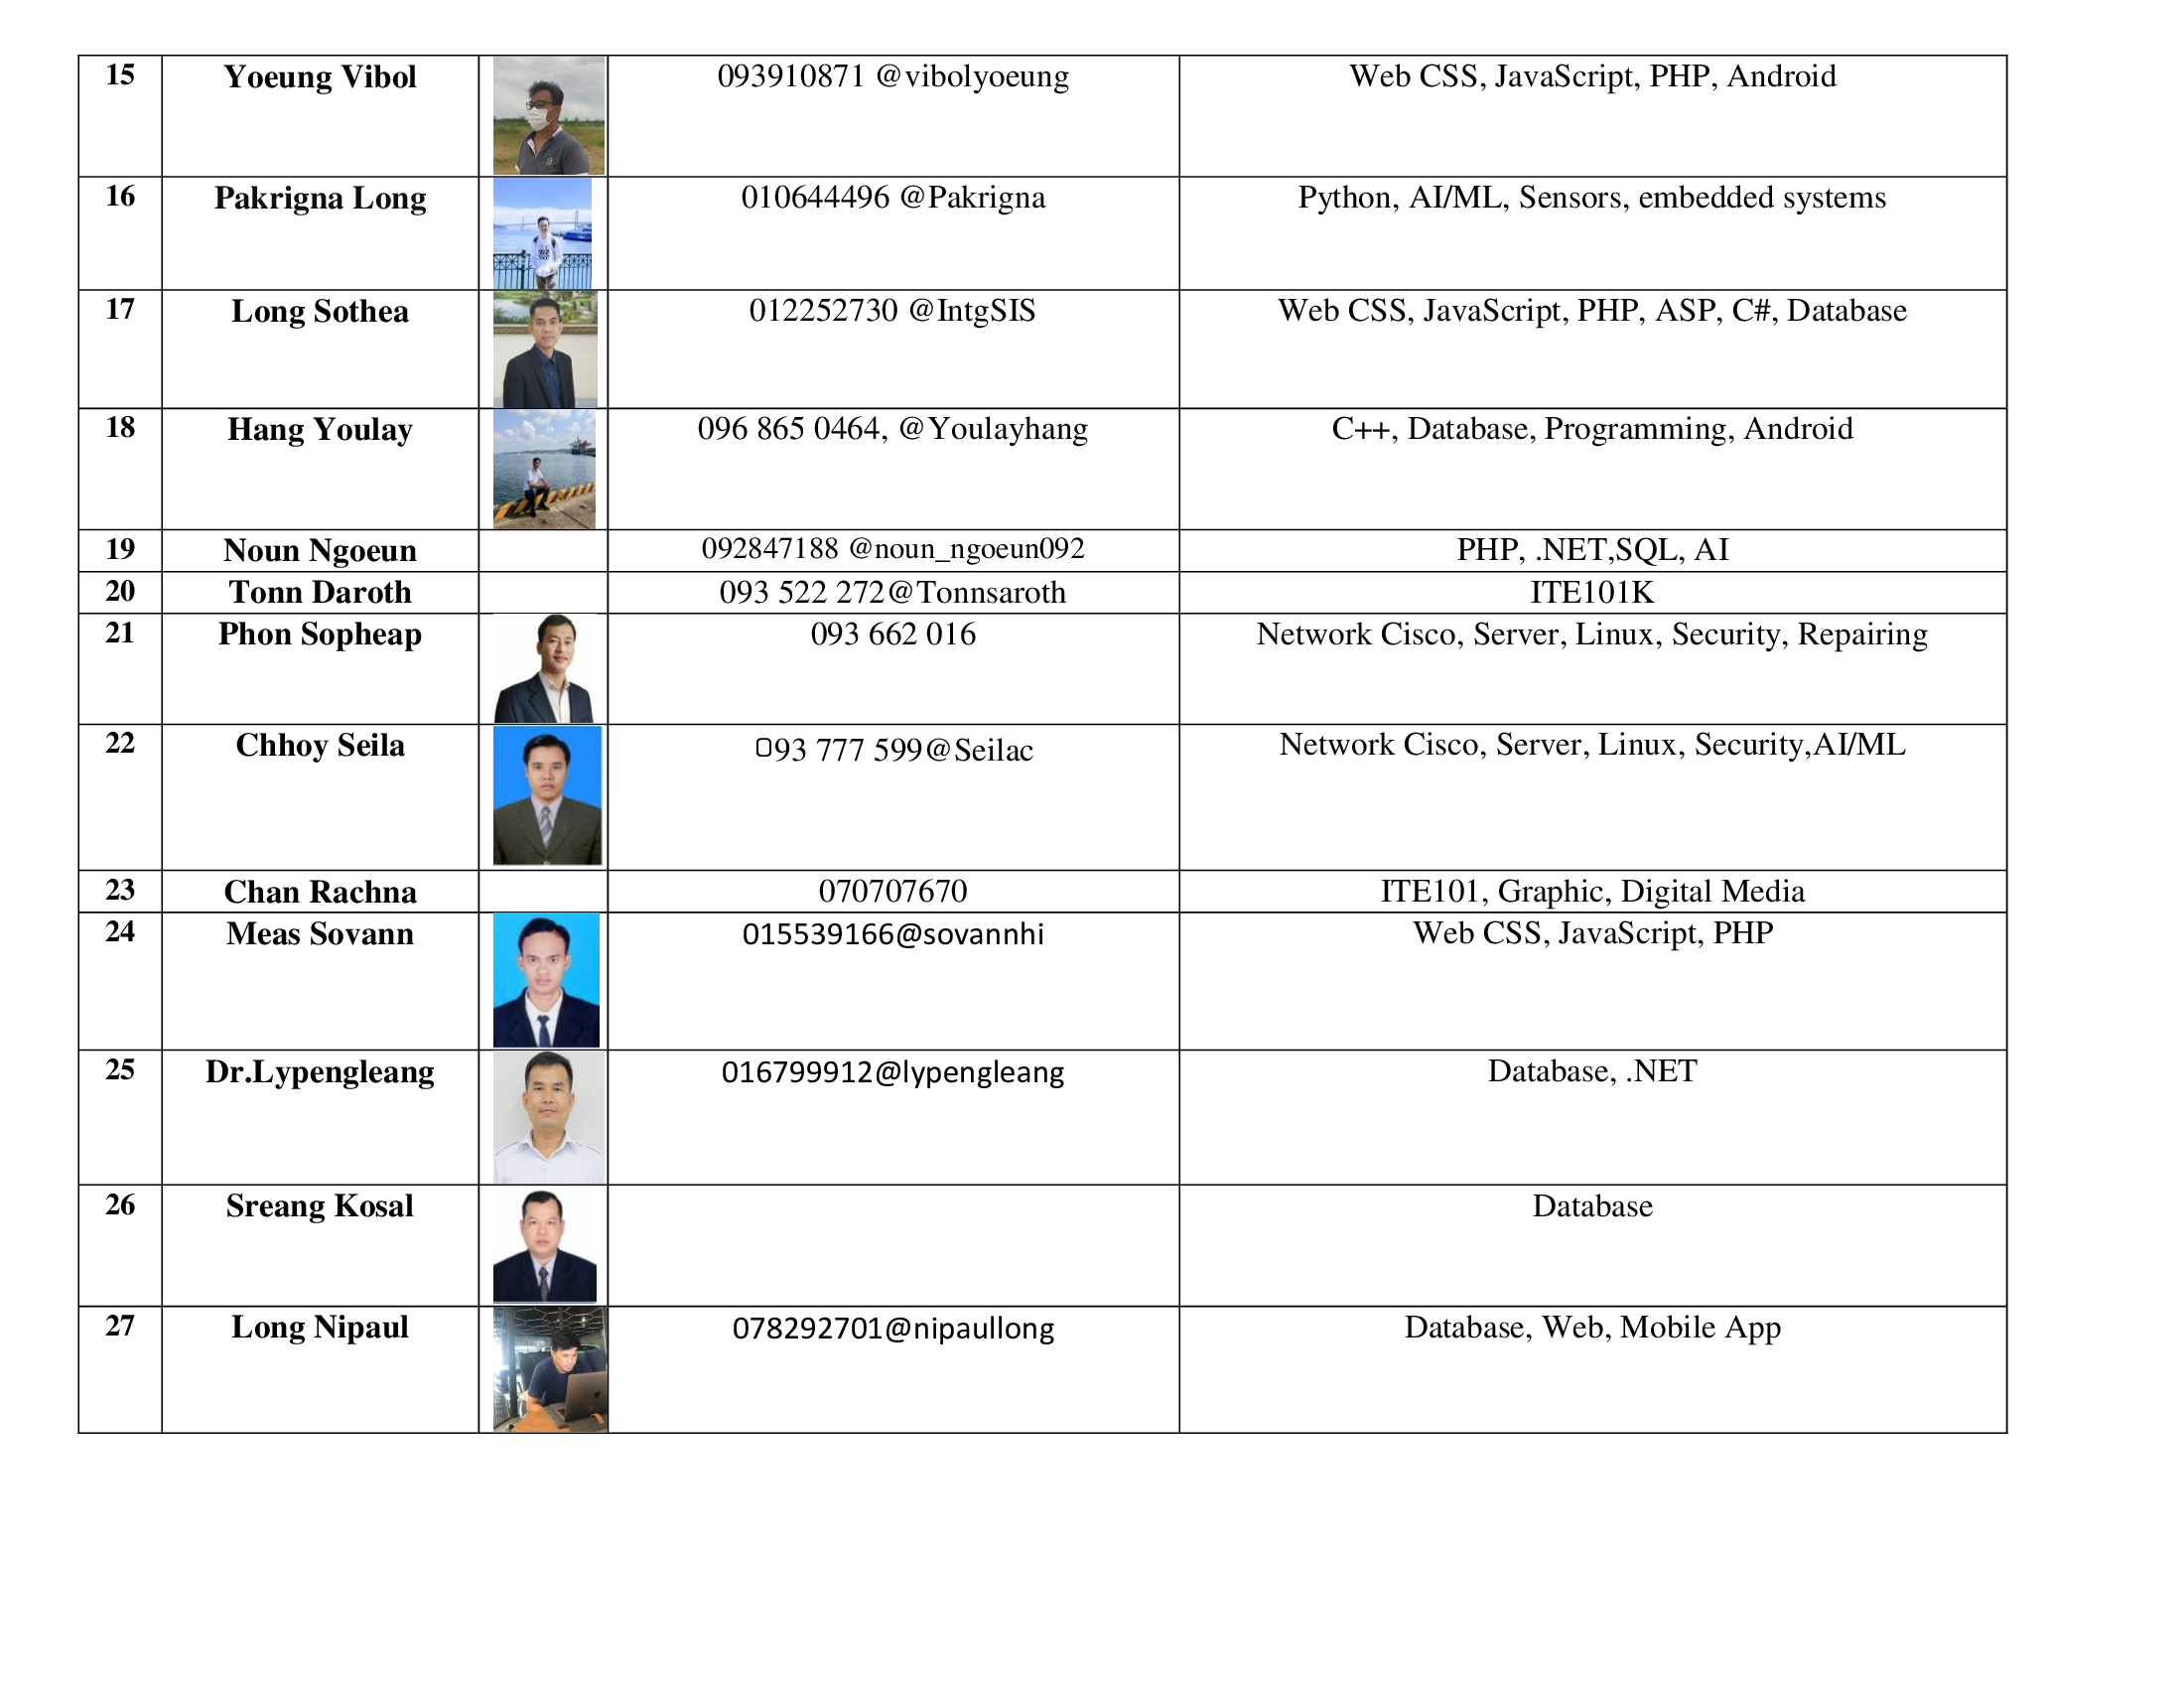 15 Yoeung Vibol 093910871 @vibolyoeung Web CSS, JavaScript, PHP, Android
16 Pakrigna Long 010644496 @Pakrigna Python, AI/ML, Sensors, embedded systems
17 Long Sothea 012252730 @IntgSIS Web CSS, JavaScript, PHP, ASP, C#, Database
18 Hang Youlay 096 865 0464, @Youlayhang C++, Database, Programming, Android
19 Noun Ngoeun 092847188 @noun_ngoeun092 PHP, .NET,SQL, AI
20 Tonn Daroth 093 522 272@Tonnsaroth ITE101K
21 Phon Sopheap 093 662 016 Network Cisco, Server, Linux, Security, Repairing
22 Chhoy Seila 93 777 599@Seilac Network Cisco, Server, Linux, Security,AI/ML
23 Chan Rachna 070707670 ITE101, Graphic, Digital Media
24 Meas Sovann 015539166@sovannhi Web CSS, JavaScript, PHP
25 Dr.Lypengleang 016799912@lypengleang Database, .NET
26 Sreang Kosal Database
27 Long Nipaul 078292701@nipaullong Database, Web, Mobile App